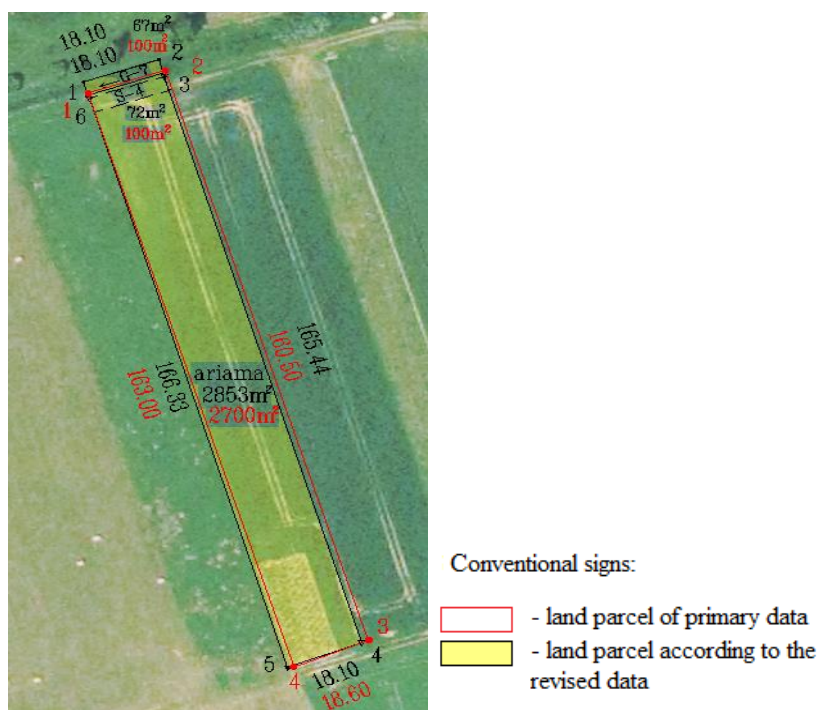 67m²
18.10
100m²
18.10
2
2
G-7
1
3
S-4
1
6
72m²
100m²
165.44
160.50
ariama
166.33
2853m²
163.00
2700m²
3
4
5
4
18.10
18.60
Conventional signs:
- land parcel of primary data
- land parcel according to the
revised data